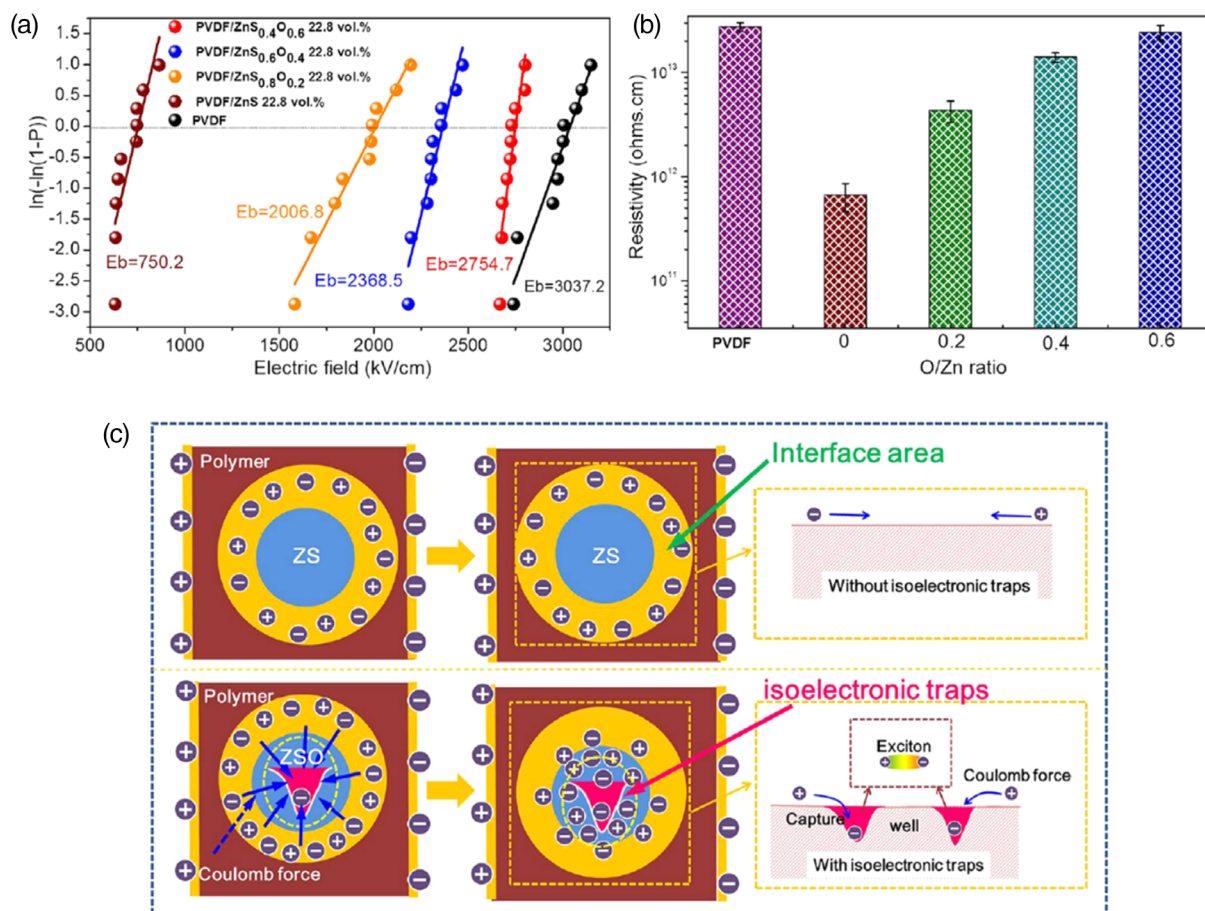 (a)
ln(-ln(1-P))
1.5
1.0
0.5
0.0
-0.5
-1.0
-1.5
-2.0
-2.5
-3.0
PVDF/ZnS0.4O0.6 22.8 vol.%
PVDF/ZnS0.6O0.4 22.8 vol.%
PVDF/ZnS0.8O0.2 22.8 vol.%
PVDF/ZnS 22.8 vol.%
PVDF
Eb=750.2
Eb=2006.8
Eb=2368.5
Eb=2754.7
Eb=3037.2
500 1000 1500 2000 2500 3000
Electric field (kV/cm)
(b)
Resistivity (ohms.cm)
10^13
10^12
10^11
PVDF 0 0.2 0.4 0.6
O/Zn ratio
(c)
Polymer
ZS
ZS
Interface area
Without isoelectronic traps
Polymer
ZSO
Coulomb force
isoelectronic traps
Exciton
Coulomb force
Capture
well
With isoelectronic traps